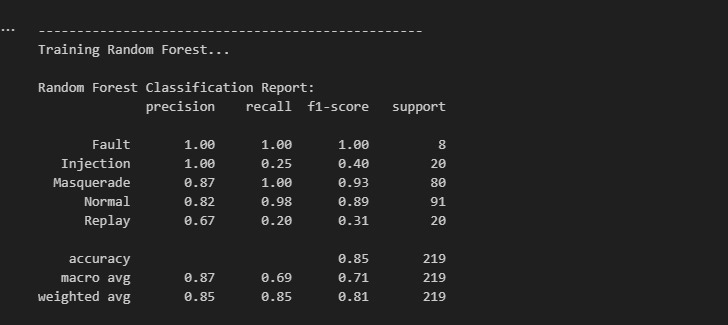 ...
--------------------------------------------------
Training Random Forest...
Random Forest Classification Report:
precision recall f1-score support
Fault 1.00 1.00 1.00 8
Injection 1.00 0.25 0.40 20
Masquerade 0.87 1.00 0.93 80
Normal 0.82 0.98 0.89 91
Replay 0.67 0.20 0.31 20
accuracy 0.85 219
macro avg 0.87 0.69 0.71 219
weighted avg 0.85 0.85 0.81 219